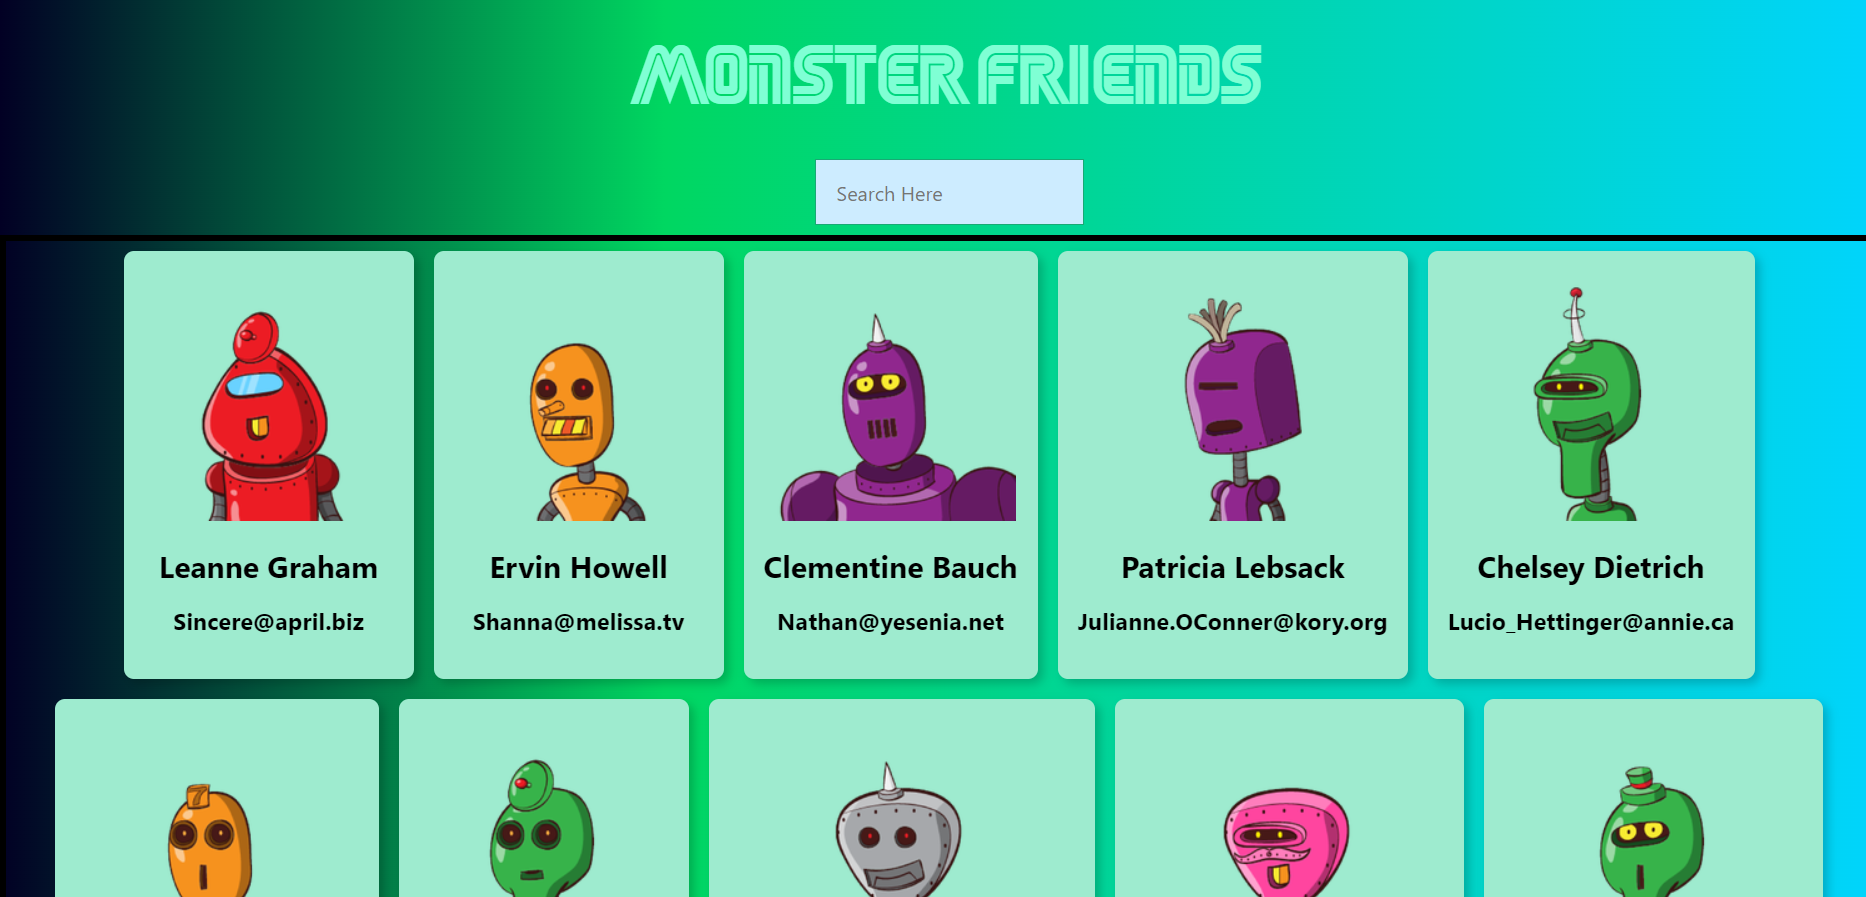 MONSTER FRIENDS
Search Here
Leanne Graham
Sincere@april.biz
Ervin Howell
Shanna@melissa.tv
Clementine Bauch
Nathan@yesenia.net
Patricia Lebsack
Julianne.OConner@kory.org
Chelsey Dietrich
Lucio_Hettinger@annie.ca
7